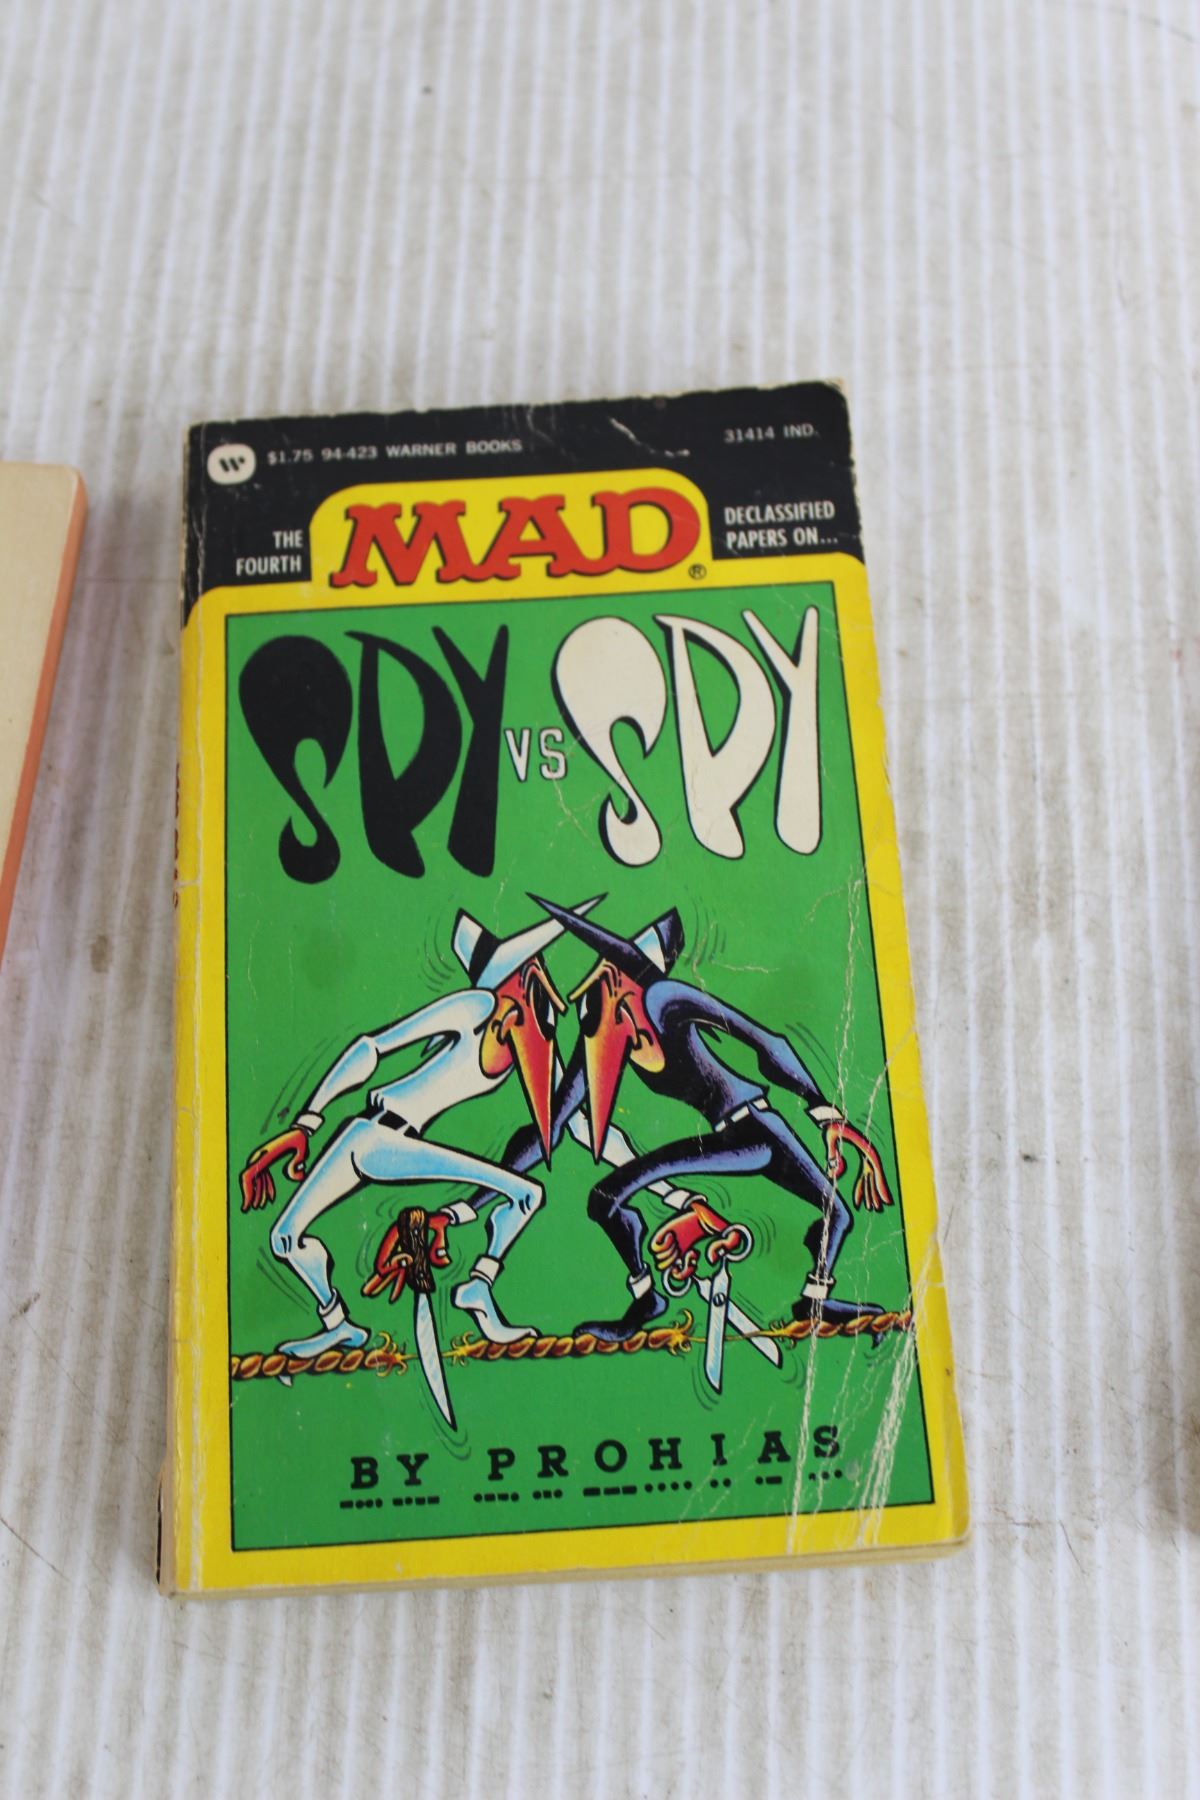 W $1.75 94-423 WARNER BOOKS 31414 IND.
THE FOURTH MAD® DECLASSIFIED PAPERS ON...
SPY VS SPY
BY PROHIAS
-... -.-- .--. .-. --- .... .. .- ...